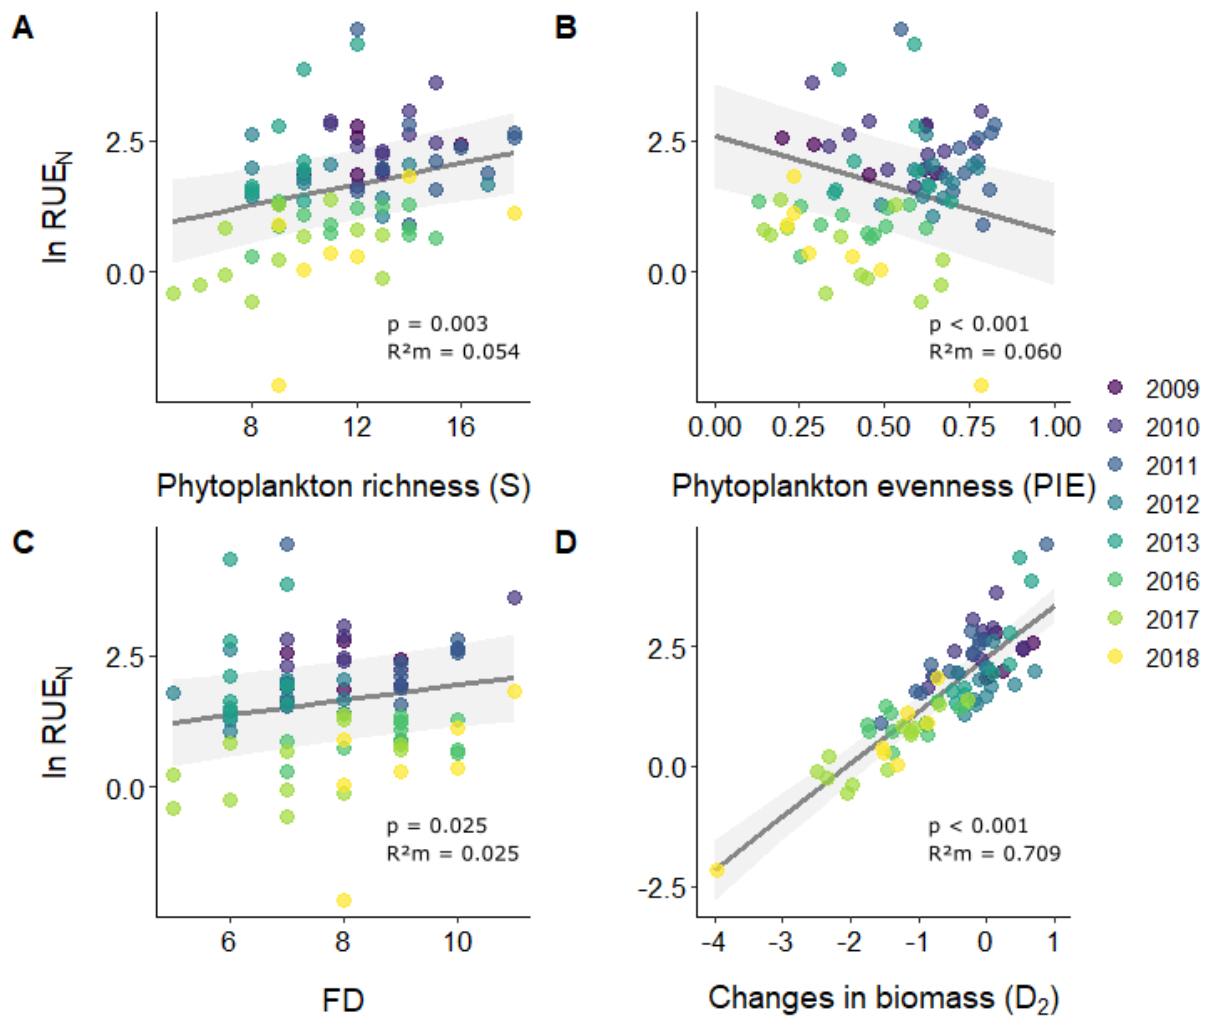 A
ln RUE_N
2.5
0.0
p = 0.003
R²m = 0.054
8 12 16
Phytoplankton richness (S)
B
2.5
0.0
p < 0.001
R²m = 0.060
0.00 0.25 0.50 0.75 1.00
Phytoplankton evenness (PIE)
2009
2010
2011
2012
2013
2016
2017
2018
C
ln RUE_N
2.5
0.0
p = 0.025
R²m = 0.025
6 8 10
FD
D
2.5
0.0
-2.5
p < 0.001
R²m = 0.709
-4 -3 -2 -1 0 1
Changes in biomass (D₂)